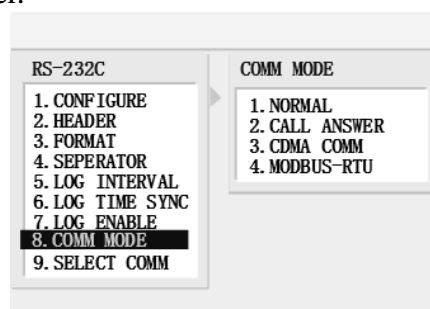 er.
RS-232C
1. CONFIGURE
2. HEADER
3. FORMAT
4. SEPERATOR
5. LOG INTERVAL
6. LOG TIME SYNC
7. LOG ENABLE
8. COMM MODE
9. SELECT COMM
COMM MODE
1. NORMAL
2. CALL ANSWER
3. CDMA COMM
4. MODBUS-RTU